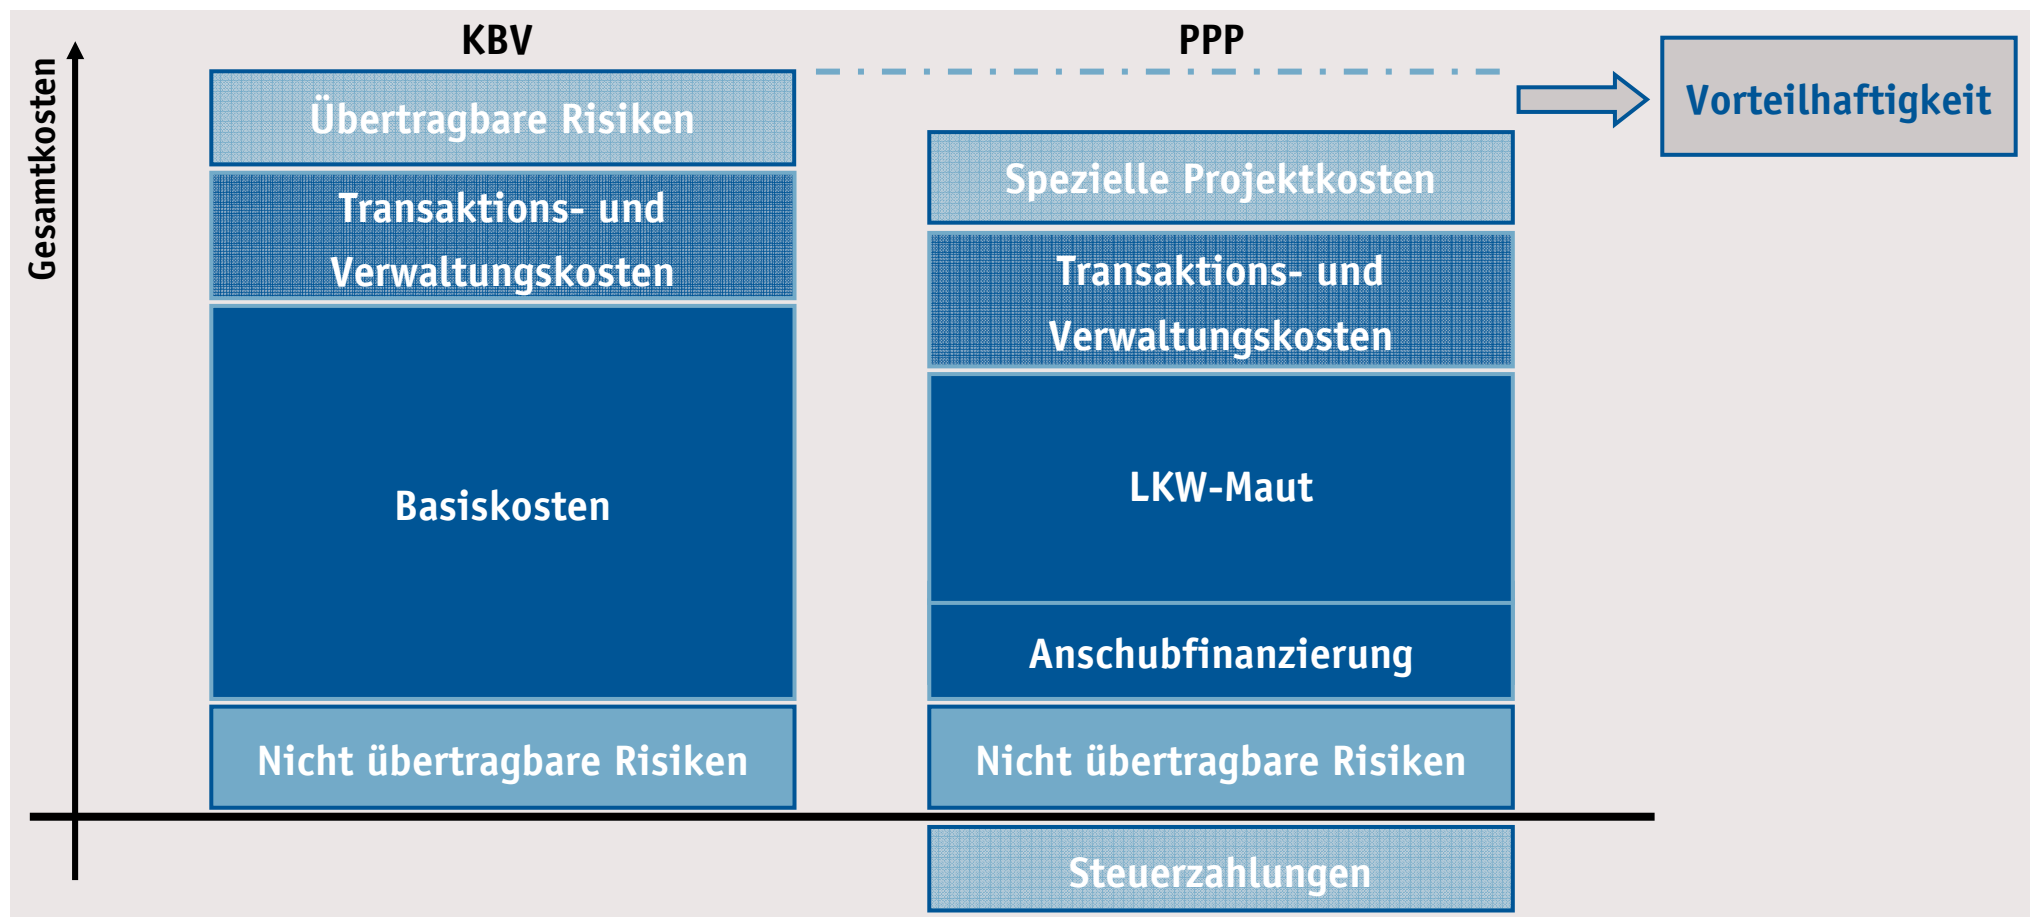 Gesamtkosten
KBV
Übertragbare Risiken
Transaktions- und
Verwaltungskosten
Basiskosten
Nicht übertragbare Risiken
PPP
Spezielle Projektkosten
Transaktions- und
Verwaltungskosten
LKW-Maut
Anschubfinanzierung
Nicht übertragbare Risiken
Steuerzahlungen
Vorteilhaftigkeit